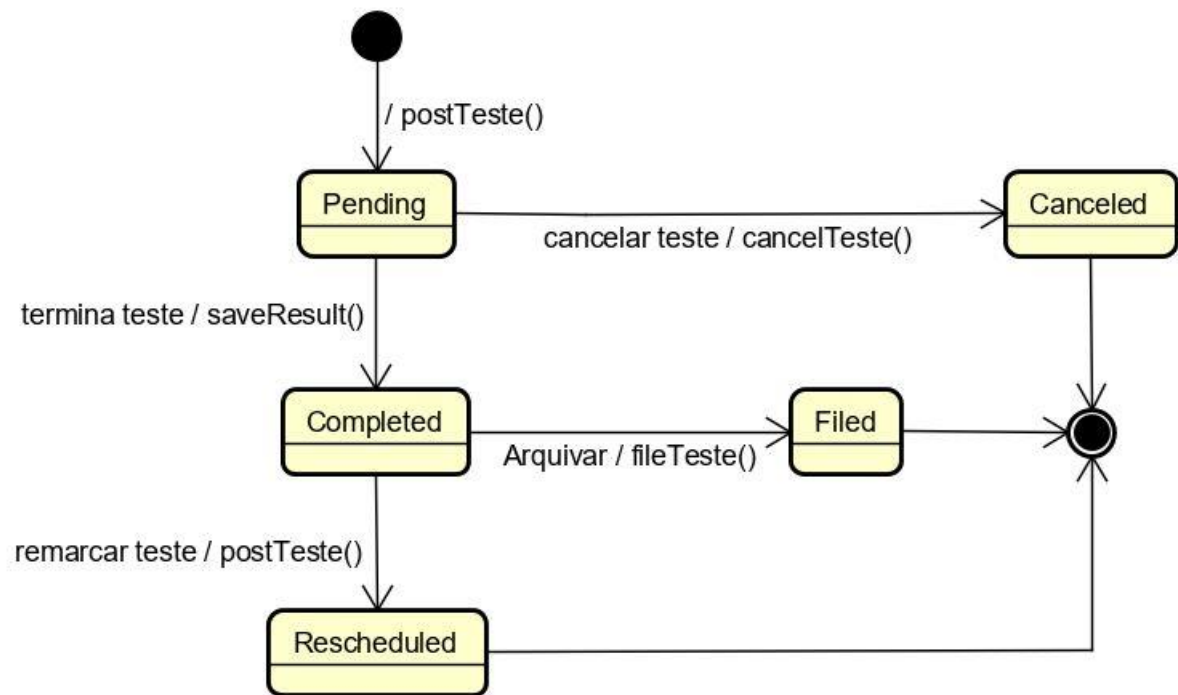 / postTeste()
Pending
Canceled
cancelar teste / cancelTeste()
termina teste / saveResult()
Completed
Filed
Arquivar / fileTeste()
remarcar teste / postTeste()
Rescheduled